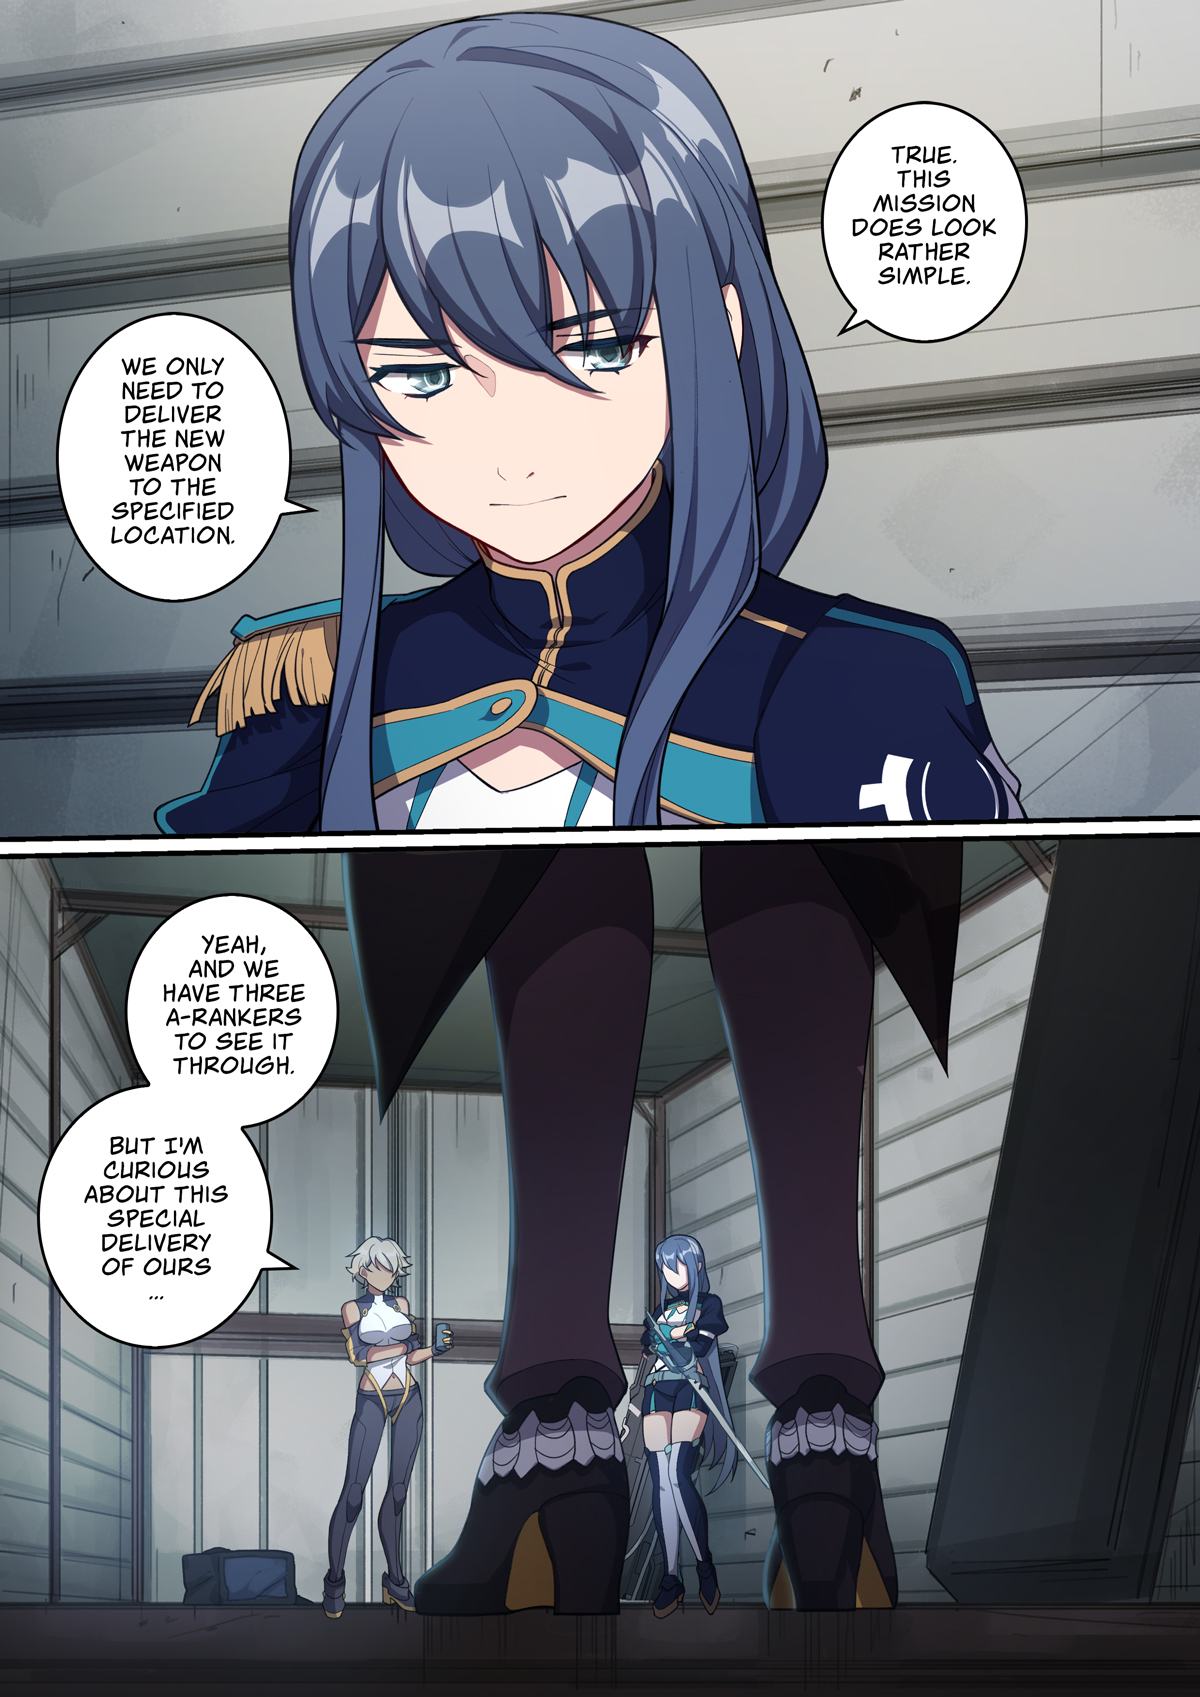 TRUE.
THIS
MISSION
DOES LOOK
RATHER
SIMPLE.
WE ONLY
NEED TO
DELIVER
THE NEW
WEAPON
TO THE
SPECIFIED
LOCATION.
YEAH,
AND WE
HAVE THREE
A-RANKERS
TO SEE IT
THROUGH.
BUT I'M
CURIOUS
ABOUT THIS
SPECIAL
DELIVERY
OF OURS
...